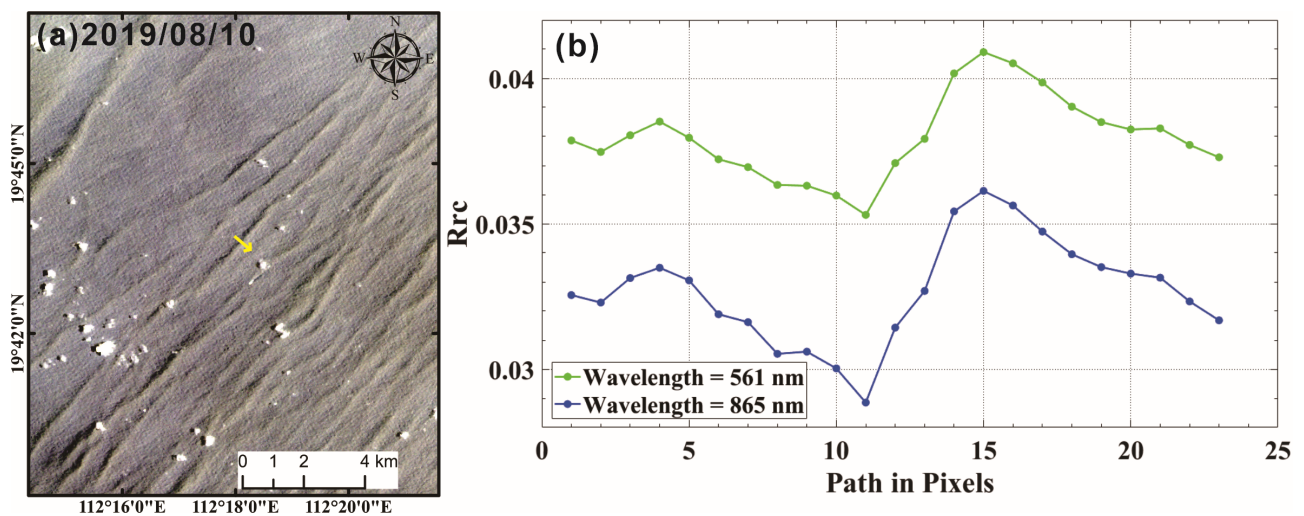 (a)2019/08/10
N
W E
S
19°45'0"N
19°42'0"N
0 1 2 4 km
112°16'0"E 112°18'0"E 112°20'0"E
(b)
0.04
0.035
0.03
Rrc
Wavelength = 561 nm
Wavelength = 865 nm
0 5 10 15 20 25
Path in Pixels